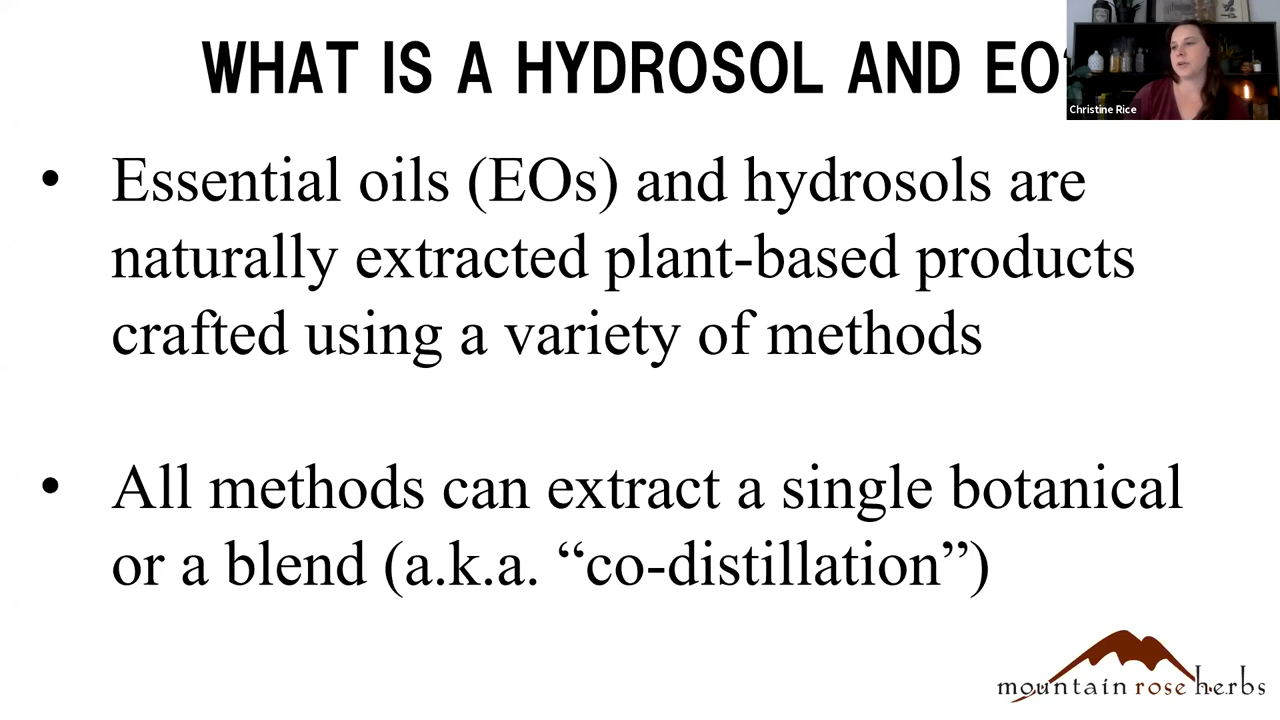 WHAT IS A HYDROSOL AND EO
Christine Rice
• Essential oils (EOs) and hydrosols are
naturally extracted plant-based products
crafted using a variety of methods
• All methods can extract a single botanical
or a blend (a.k.a. “co-distillation”)
mountain rose herbs